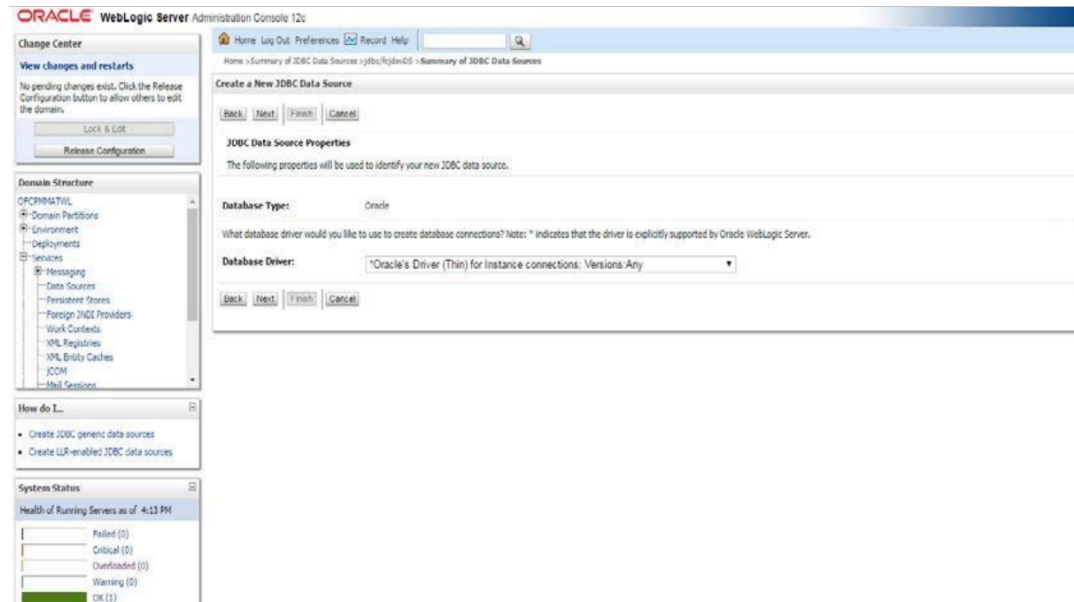 ORACLE WebLogic Server Administration Console 12c
Change Center
View changes and restarts
No pending changes exist. Click the Release
Configuration button to allow others to edit
the domain.
Lock & Edit
Release Configuration
Domain Structure
OFCPMMATWL
Domain Partitions
Environment
Deployments
Services
Messaging
Data Sources
Persistent Stores
Foreign JNDI Providers
Work Contexts
XML Registries
XML Entity Caches
jCOM
Mail Sessions
How do I...
Create JDBC generic data sources
Create LLR-enabled JDBC data sources
System Status
Health of Running Servers as of 4:13 PM
Failed (0)
Critical (0)
Overloaded (0)
Warning (0)
OK (1)
Home Log Out Preferences Record Help
Home >Summary of JDBC Data Sources >jdbc/fcjdevDS >Summary of JDBC Data Sources
Create a New JDBC Data Source
Back Next Finish Cancel
JDBC Data Source Properties
The following properties will be used to identify your new JDBC data source.
Database Type: Oracle
What database driver would you like to use to create database connections? Note: * indicates that the driver is explicitly supported by Oracle WebLogic Server.
Database Driver: *Oracle's Driver (Thin) for Instance connections; Versions:Any
Back Next Finish Cancel